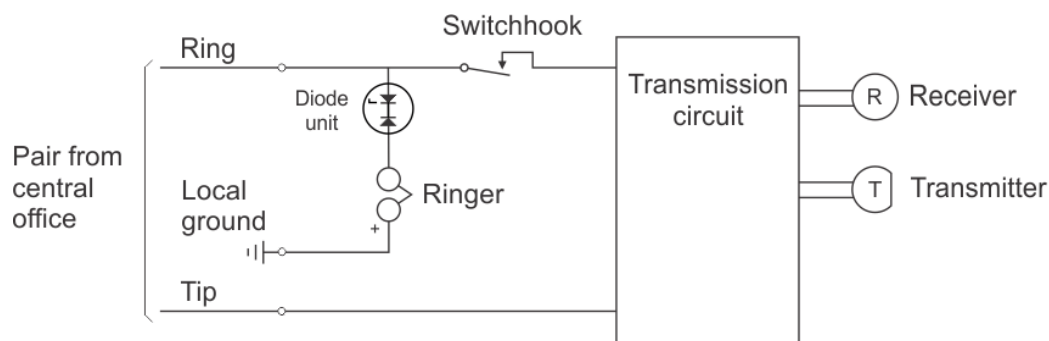 Switchhook
Ring
Diode
unit
Transmission
circuit
R
Receiver
Pair from
central
office
Local
ground
Ringer
+
T
Transmitter
Tip